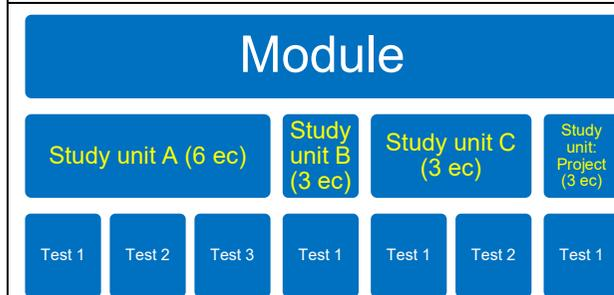 Module
Study unit A (6 ec)
Study
unit B
(3 ec)
Study unit C
(3 ec)
Study
unit:
Project
(3 ec)
Test 1
Test 2
Test 3
Test 1
Test 1
Test 2
Test 1